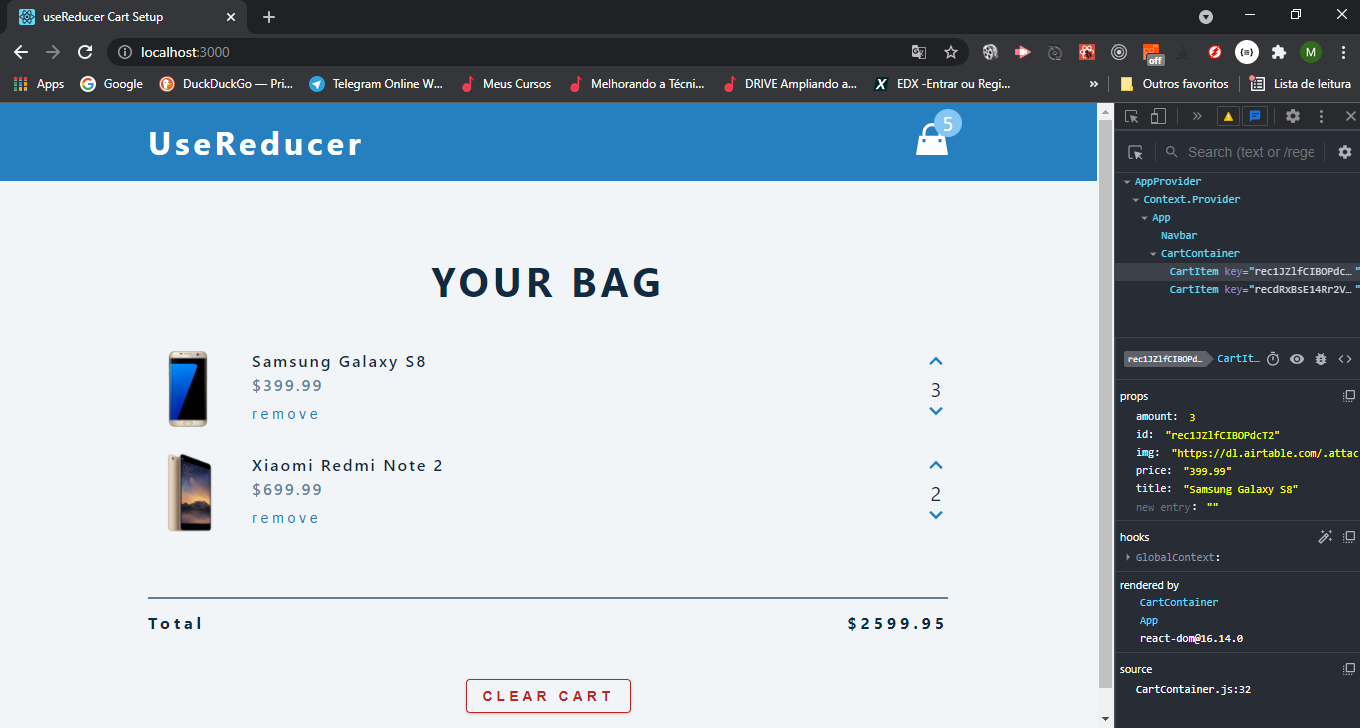 useReducer Cart Setup
localhost:3000
off
M
Apps
Google
DuckDuckGo — Pri...
Telegram Online W...
Meus Cursos
Melhorando a Técni...
DRIVE Ampliando a...
X
EDX -Entrar ou Regi...
»
Outros favoritos
Lista de leitura
UseReducer
5
YOUR BAG
Samsung Galaxy S8
$399.99
remove
3
Xiaomi Redmi Note 2
$699.99
remove
2
Total
$2599.95
CLEAR CART
»
Search (text or /rege
AppProvider
Context.Provider
App
Navbar
CartContainer
CartItem key="rec1JZlfCIBOPdc…"
CartItem key="recdRxBsE14Rr2V…"
rec1JZlfCIBOPd…
CartIt…
props
amount: 3
id: "rec1JZlfCIBOPdcT2"
img: "https://dl.airtable.com/.attac
price: "399.99"
title: "Samsung Galaxy S8"
new entry: ""
hooks
GlobalContext:
rendered by
CartContainer
App
react-dom@16.14.0
source
CartContainer.js:32